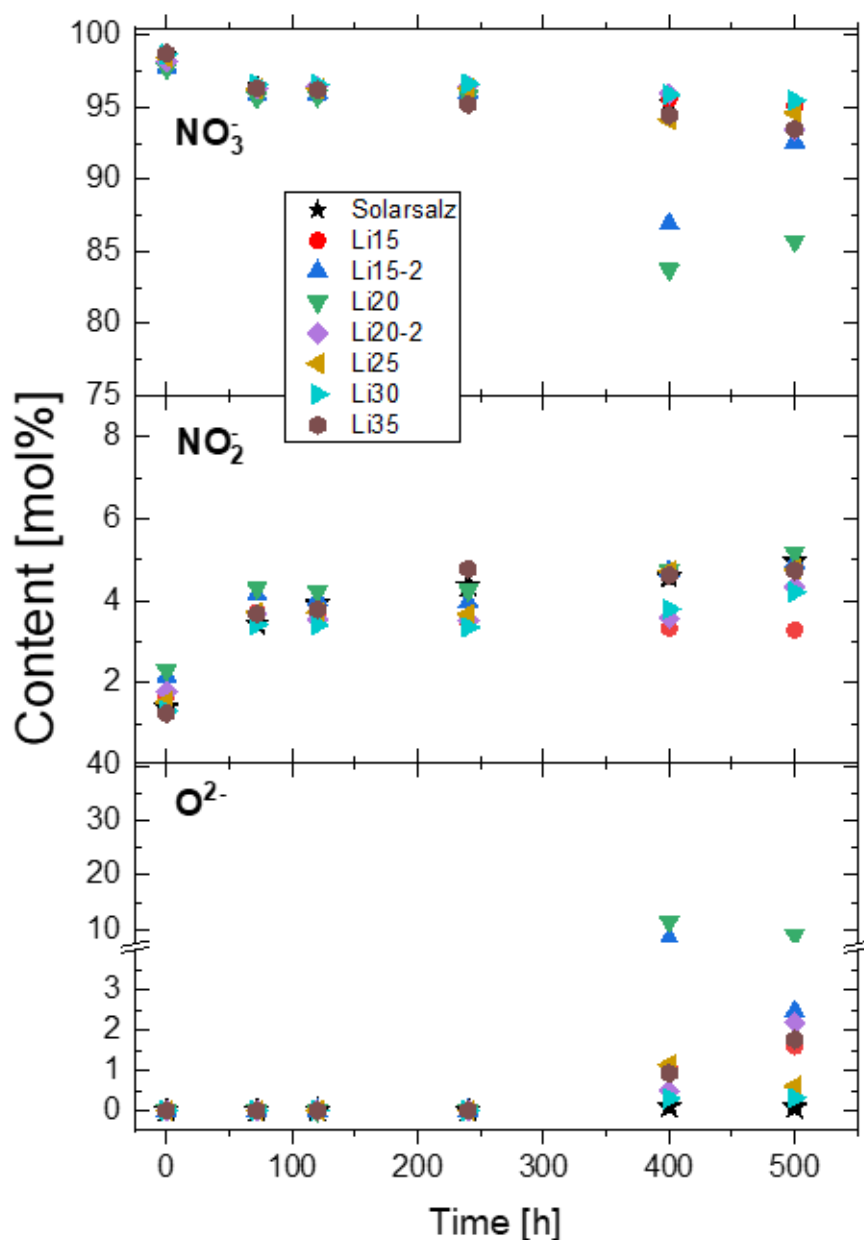 Content [mol%]
100
95
90
85
80
75
NO₃⁻
Solarsalz
Li15
Li15-2
Li20
Li20-2
Li25
Li30
Li35
8
6
4
2
NO₂⁻
40
30
20
10
3
2
1
0
O²⁻
0 100 200 300 400 500
Time [h]